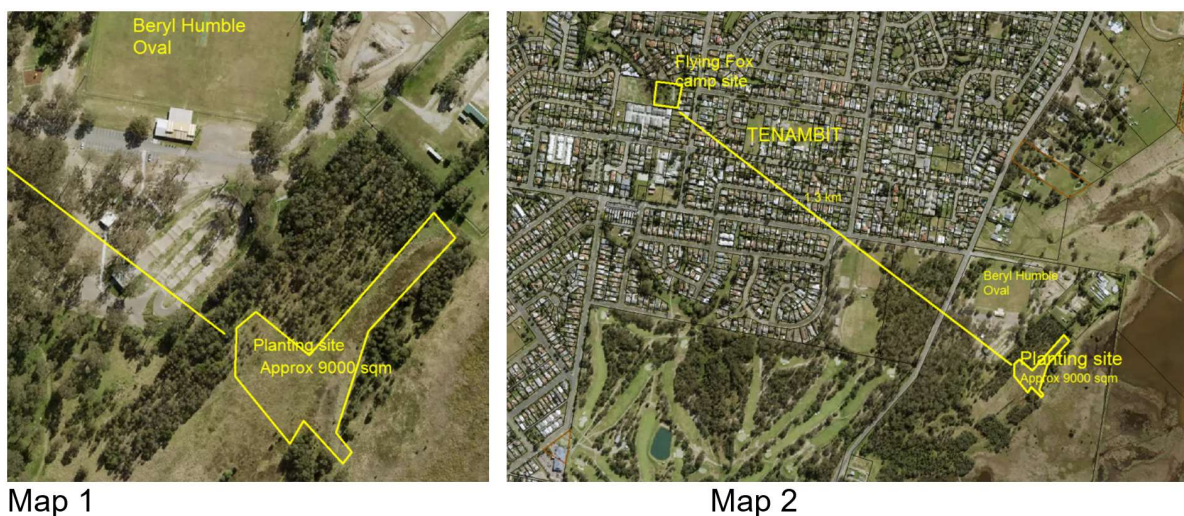 Beryl Humble
Oval
Planting site
Approx 9000 sqm
Map 1
Flying Fox
camp site
TENAMBIT
1.3 km
Beryl Humble
Oval
Planting site
Approx 9000 sqm
Map 2